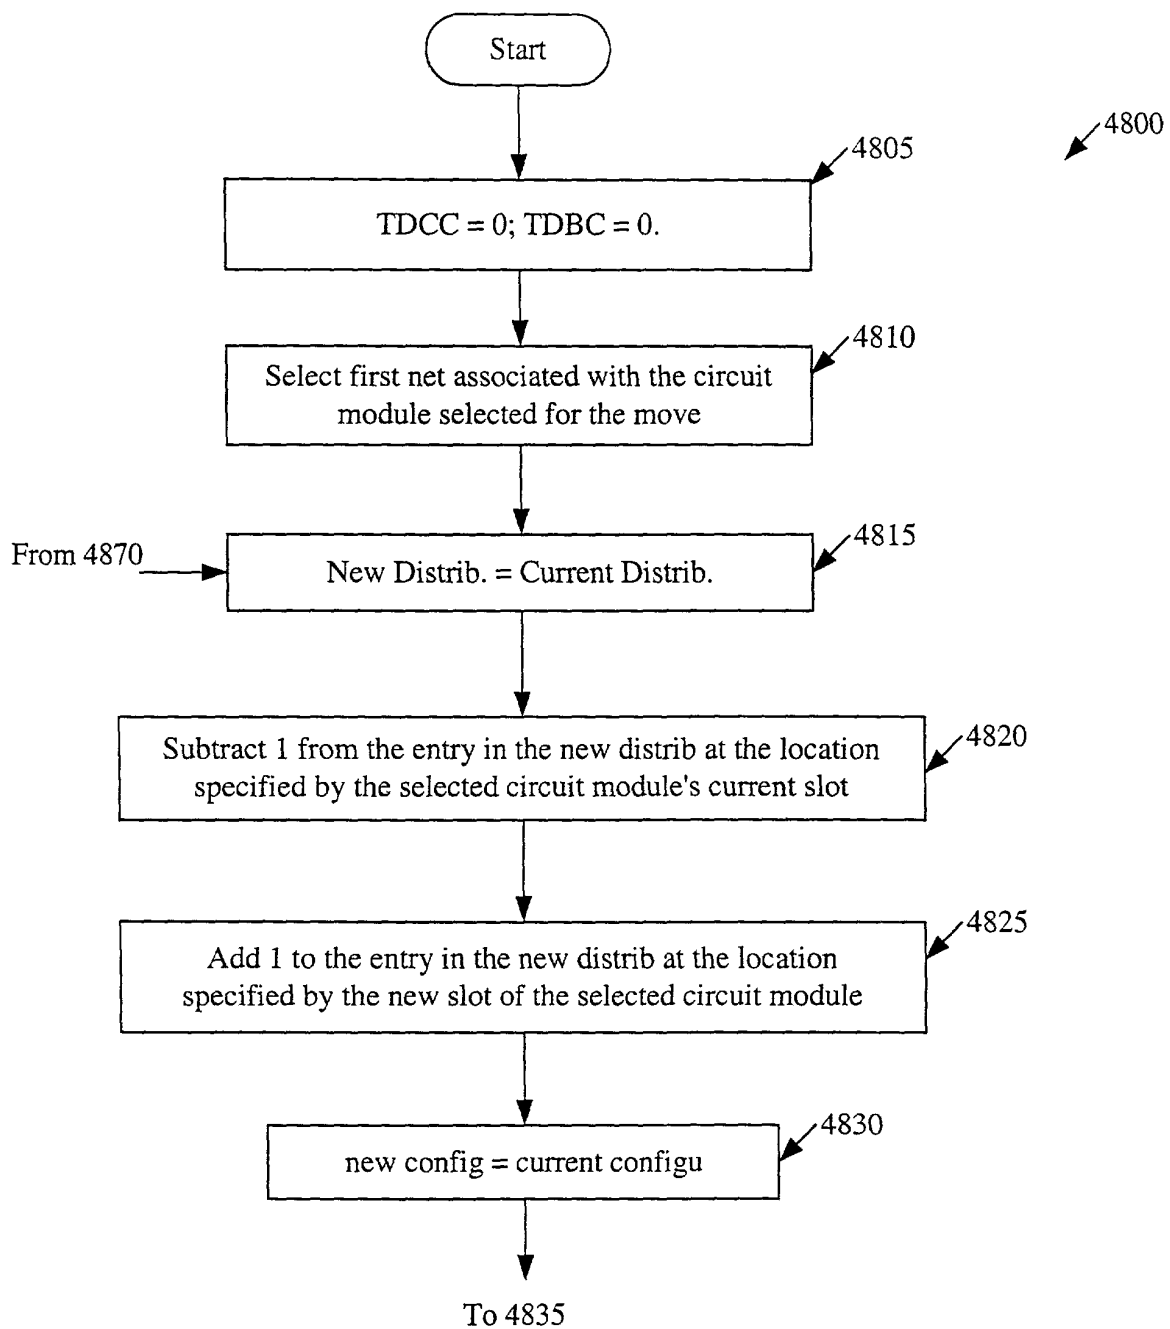 Start
4800
4805
TDCC = 0; TDBC = 0.
4810
Select first net associated with the circuit
module selected for the move
4815
From 4870
New Distrib. = Current Distrib.
4820
Subtract 1 from the entry in the new distrib at the location
specified by the selected circuit module's current slot
4825
Add 1 to the entry in the new distrib at the location
specified by the new slot of the selected circuit module
4830
new config = current configu
To 4835